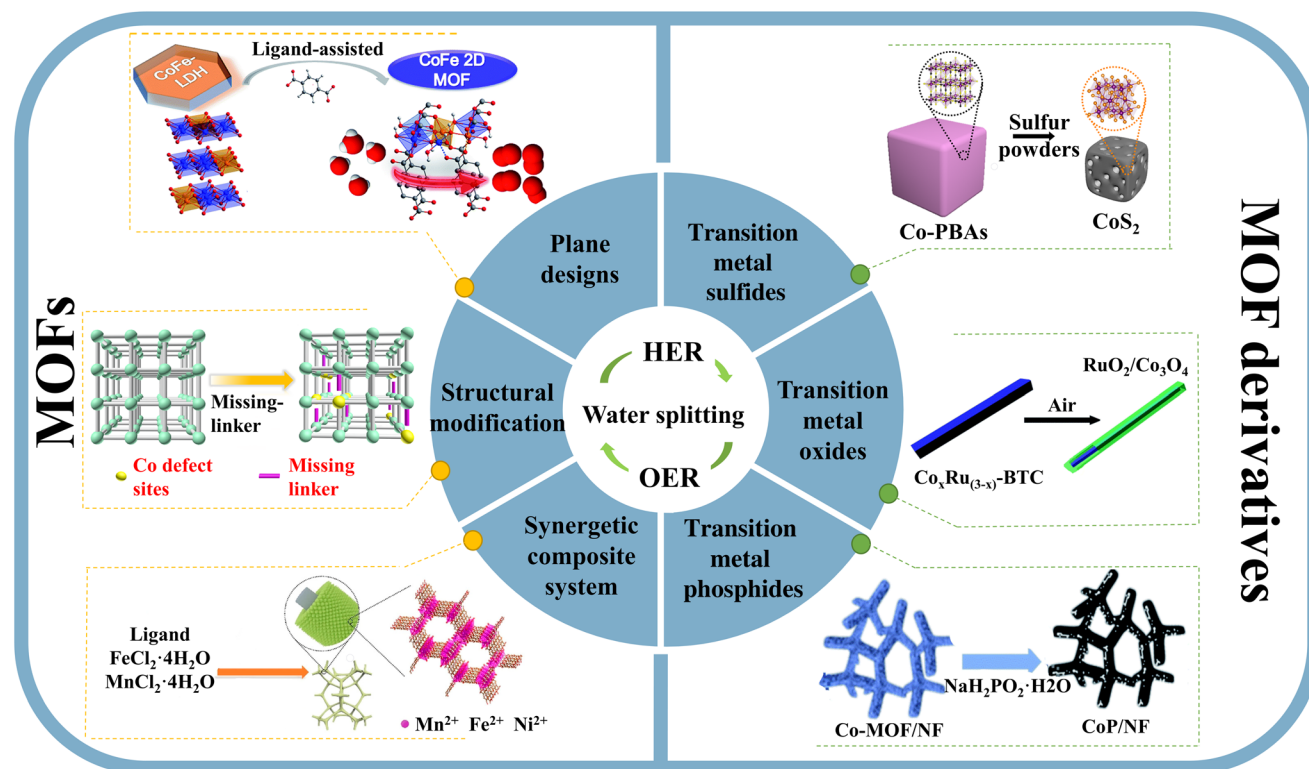 MOFs
Ligand-assisted
CoFe-
LDH
CoFe 2D
MOF
Missing-
linker
Co defect
sites
Missing
linker
Ligand
FeCl₂·4H₂O
MnCl₂·4H₂O
Mn²⁺ Fe²⁺ Ni²⁺
Plane
designs
Structural
modification
Synergetic
composite
system
HER
Water splitting
OER
Transition
metal
sulfides
Transition
metal
oxides
Transition
metal
phosphides
Sulfur
powders
Co-PBAs
CoS₂
RuO₂/Co₃O₄
Air
CoₓRu₍₃₋ₓ₎-BTC
NaH₂PO₂·H2O
Co-MOF/NF
CoP/NF
MOF derivatives